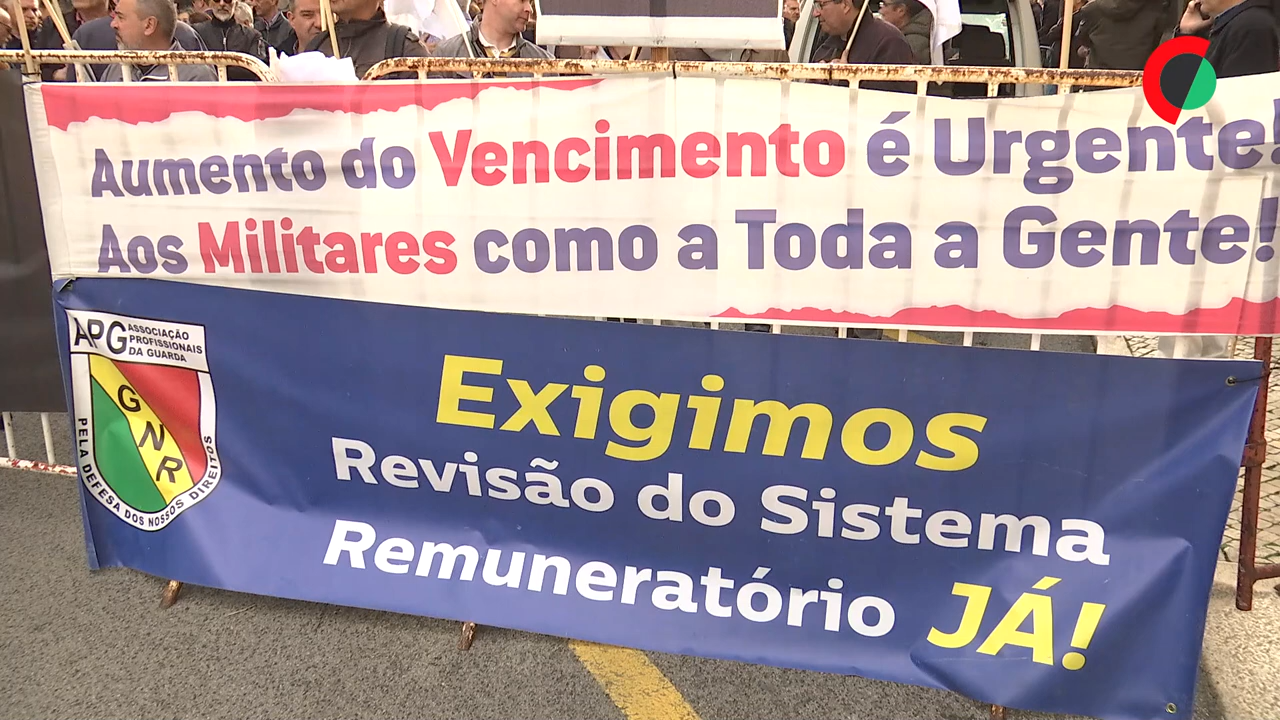 Aumento do Vencimento é Urgente!
Aos Militares como a Toda a Gente!
APG ASSOCIAÇÃO
PROFISSIONAIS
DA GUARDA
GNR
PELA DEFESA DOS NOSSOS DIREITOS
Exigimos
Revisão do Sistema
Remuneratório JÁ!